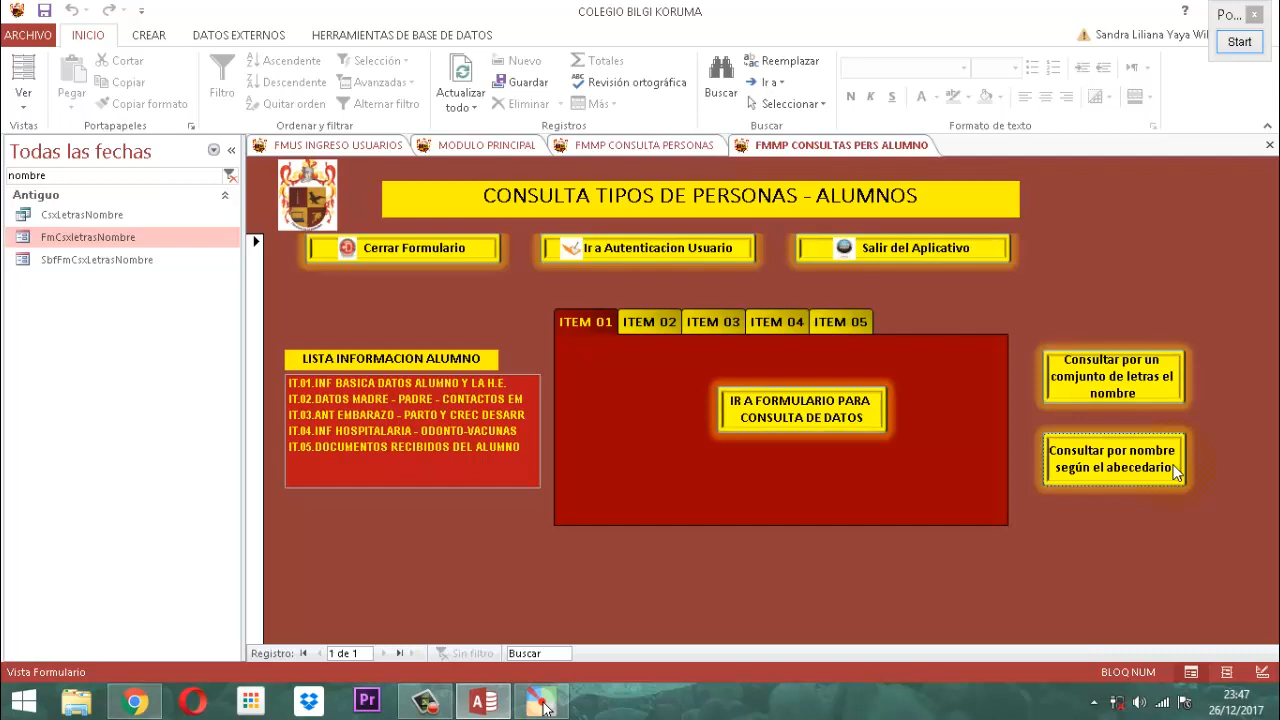 COLEGIO BILGI KORUMA
?
Po...
Start
ARCHIVO
INICIO
CREAR
DATOS EXTERNOS
HERRAMIENTAS DE BASE DE DATOS
Sandra Liliana Yaya Wil
Ver
Vistas
Pegar
Cortar
Copiar
Copiar formato
Portapapeles
Filtro
Ascendente
Descendente
Quitar orden
Selección
Avanzadas
Alternar filtro
Ordenar y filtrar
Actualizar todo
Nuevo
Guardar
Eliminar
Totales
Revisión ortográfica
Más
Registros
Buscar
Reemplazar
Ir a
Seleccionar
Buscar
N K S
A
Formato de texto
Todas las fechas
nombre
Antiguo
CsxLetrasNombre
FmCsxletrasNombre
SbfFmCsxLetrasNombre
FMUS INGRESO USUARIOS
MODULO PRINCIPAL
FMMP CONSULTA PERSONAS
FMMP CONSULTAS PERS ALUMNO
CONSULTA TIPOS DE PERSONAS - ALUMNOS
Cerrar Formulario
Ir a Autenticacion Usuario
Salir del Aplicativo
ITEM 01
ITEM 02
ITEM 03
ITEM 04
ITEM 05
LISTA INFORMACION ALUMNO
IT.01.INF BASICA DATOS ALUMNO Y LA H.E.
IT.02.DATOS MADRE - PADRE - CONTACTOS EM
IT.03.ANT EMBARAZO - PARTO Y CREC DESARR
IT.04.INF HOSPITALARIA - ODONTO-VACUNAS
IT.05.DOCUMENTOS RECIBIDOS DEL ALUMNO
IR A FORMULARIO PARA
CONSULTA DE DATOS
Consultar por un
comjunto de letras el
nombre
Consultar por nombre
según el abecedario
Registro:
1 de 1
Sin filtro
Buscar
Vista Formulario
BLOQ NUM
Pr
23:47
26/12/2017